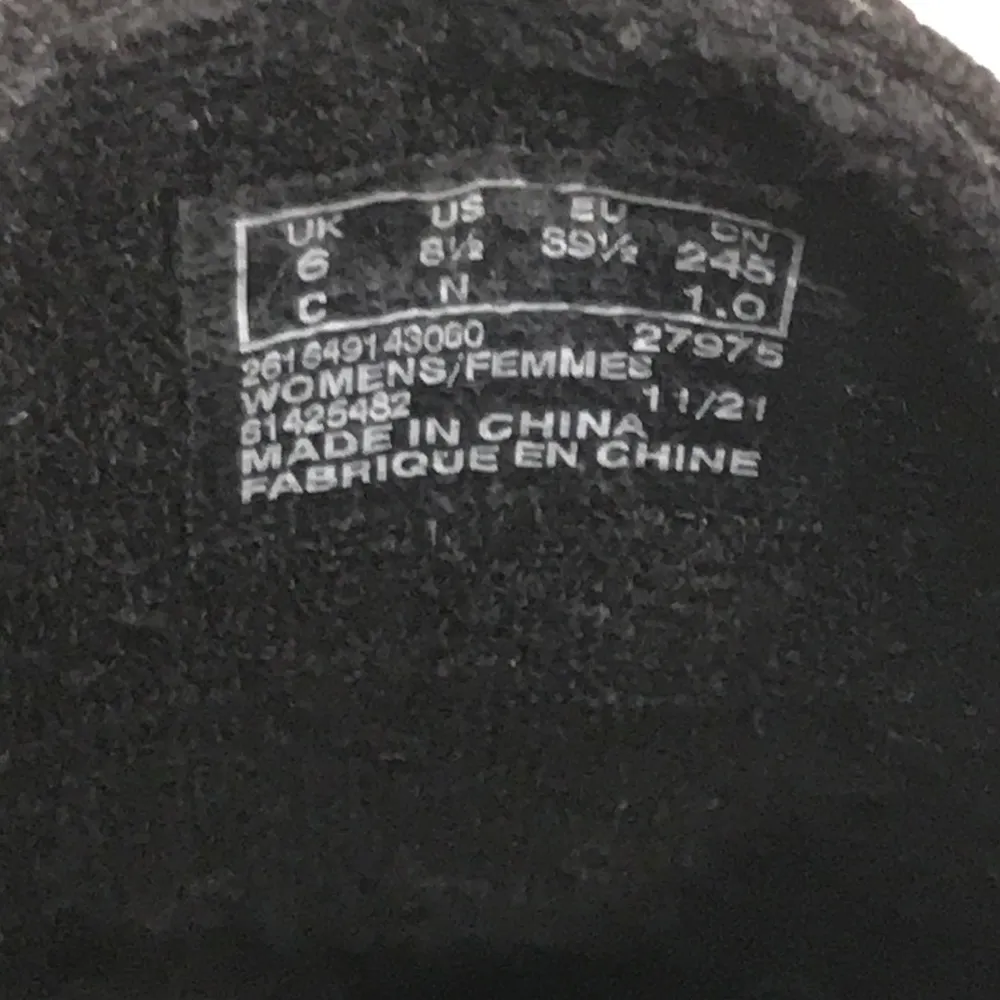 UK US EU CN
6 8½ 39½ 245
C N 1.0
261649143060 27975
WOMENS/FEMMES
61425482 11/21
MADE IN CHINA
FABRIQUE EN CHINE